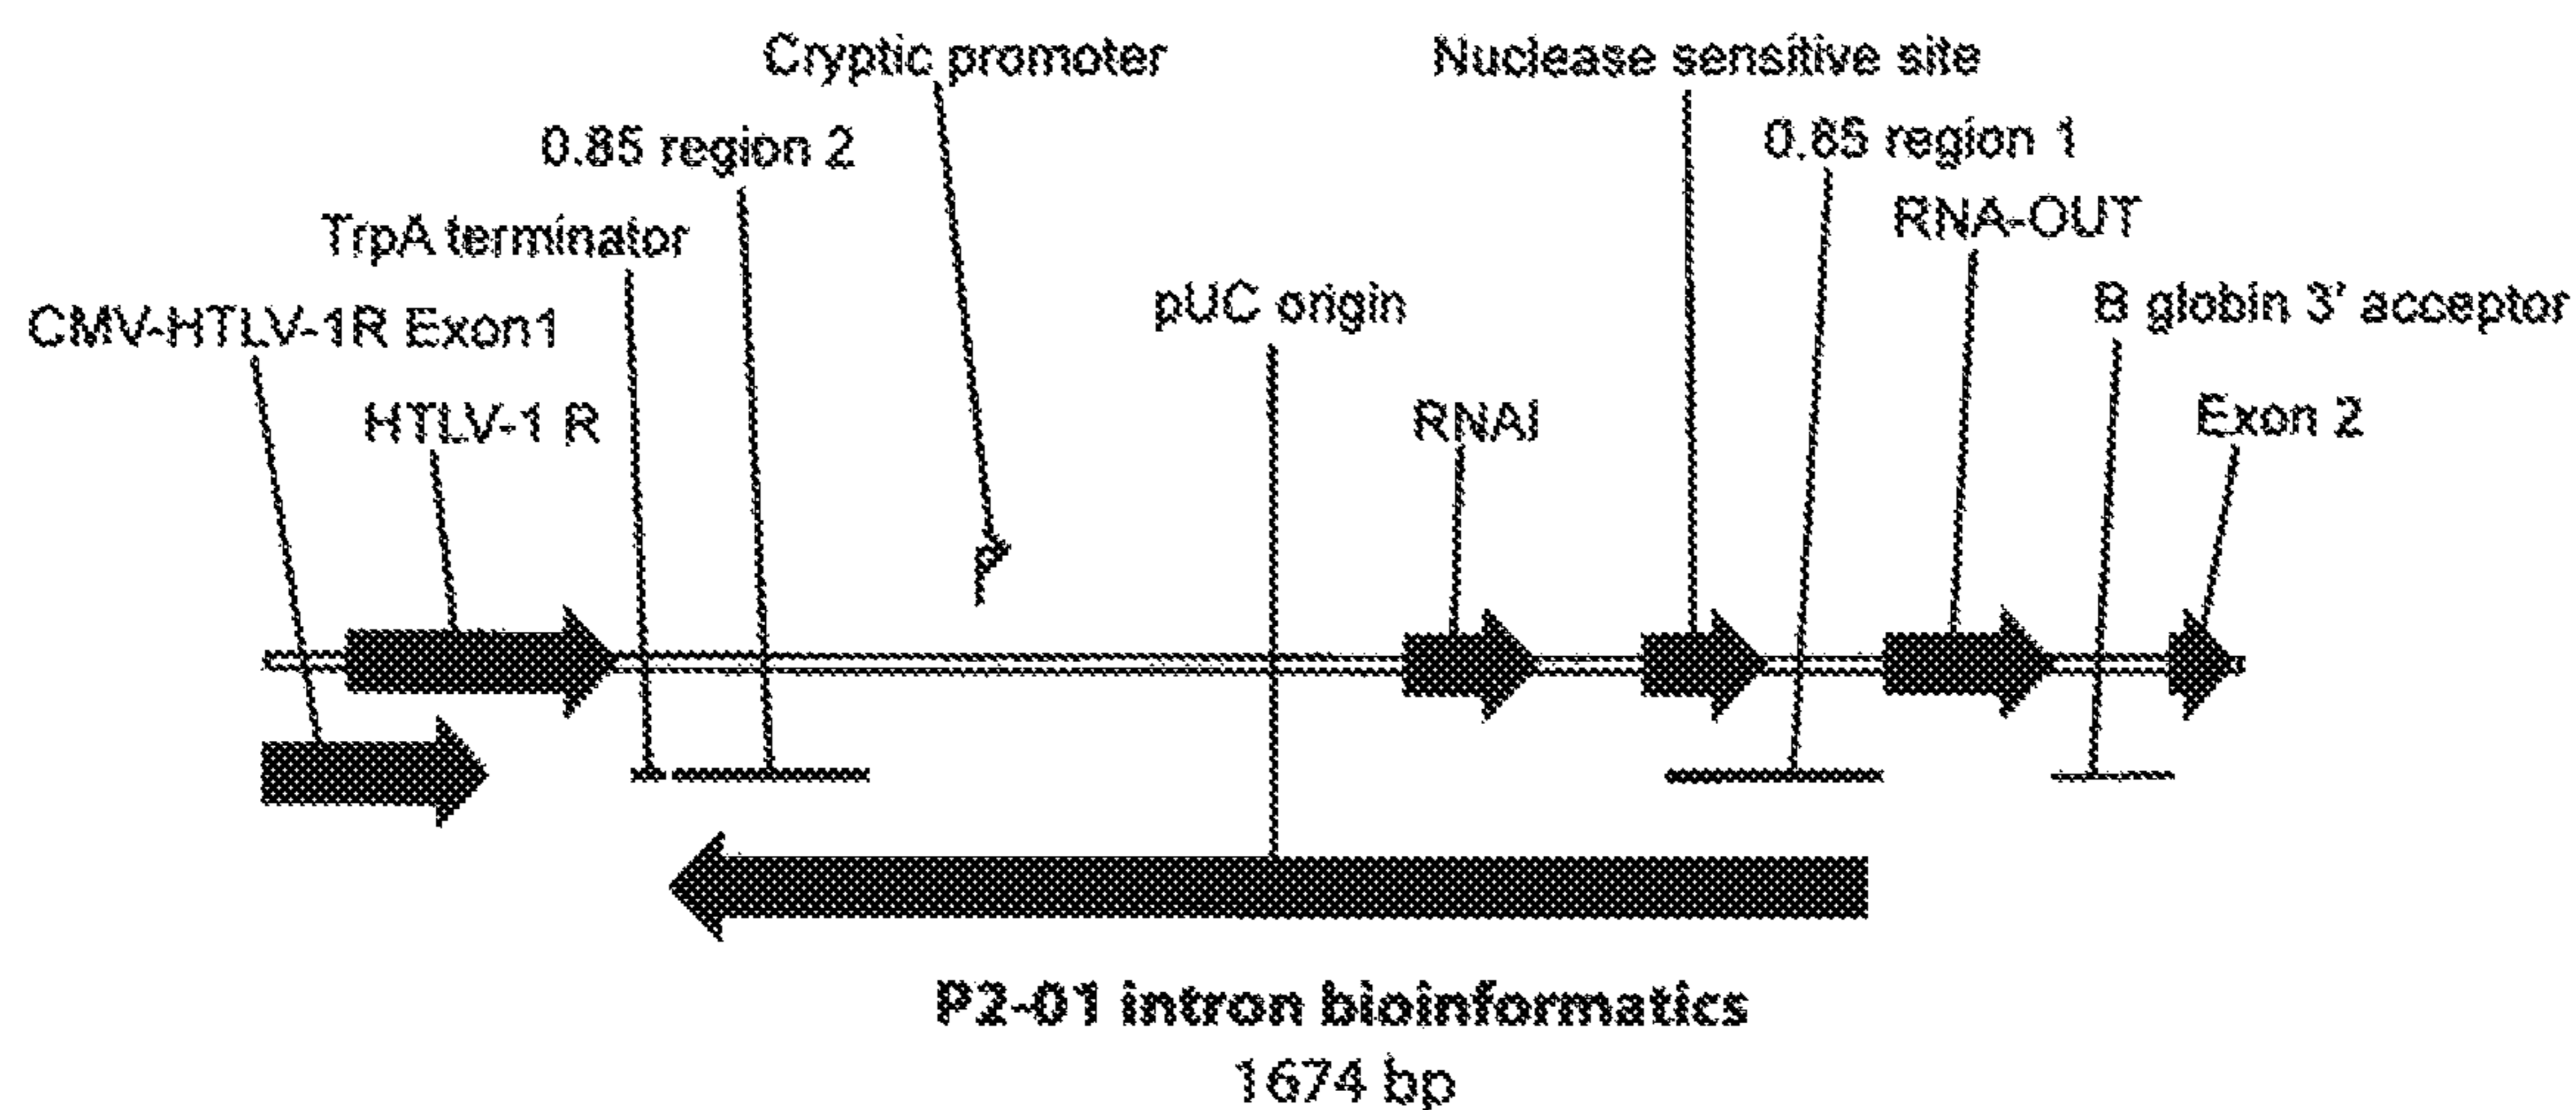 Cryptic promoter
Nuclease sensitive site
0.85 region 2
0.85 region 1
TrpA terminator
RNA-OUT
CMV-HTLV-1R Exon1
pUC origin
B globin 3' acceptor
HTLV-1 R
RNAI
Exon 2
P2-01 intron bioinformatics
1674 bp